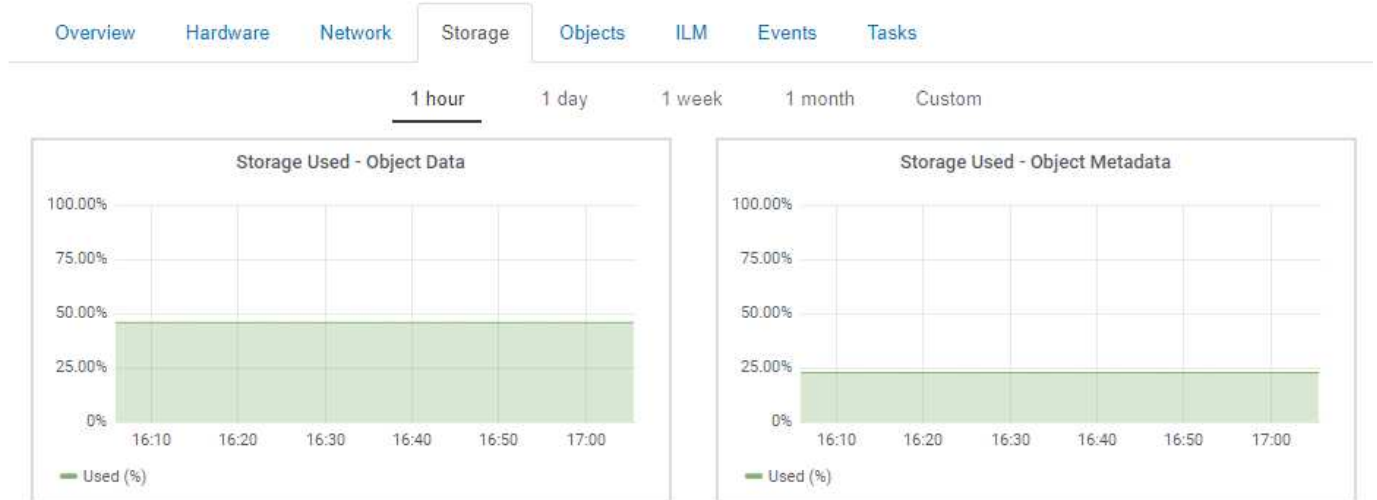 Overview Hardware Network Storage Objects ILM Events Tasks
1 hour 1 day 1 week 1 month Custom
Storage Used - Object Data
100.00%
75.00%
50.00%
25.00%
0%
16:10 16:20 16:30 16:40 16:50 17:00
Used (%)
Storage Used - Object Metadata
100.00%
75.00%
50.00%
25.00%
0%
16:10 16:20 16:30 16:40 16:50 17:00
Used (%)